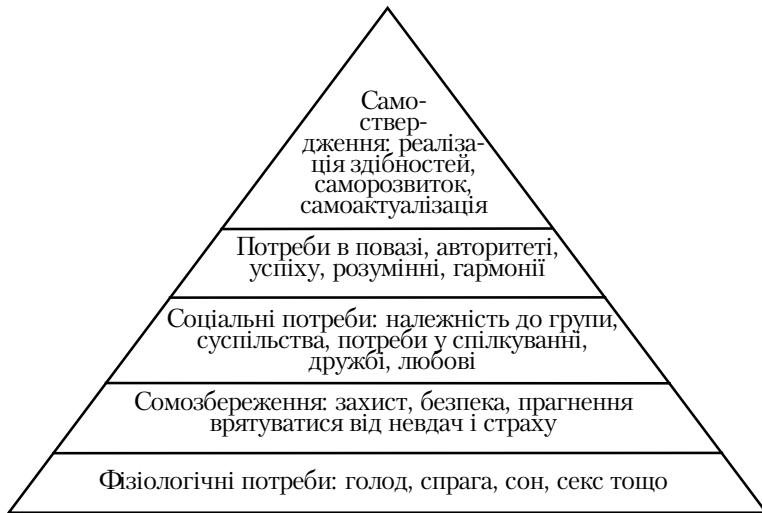 Само-
ствер-
дження: реаліза-
ція здібностей,
саморозвиток,
самоактуалізація
Потреби в повазі, авторитеті,
успіху, розумінні, гармонії
Соціальні потреби: належність до групи,
суспільства, потреби у спілкуванні,
дружбі, любові
Сомозбереження: захист, безпека, прагнення
врятуватися від невдач і страху
Фізіологічні потреби: голод, спрага, сон, секс тощо